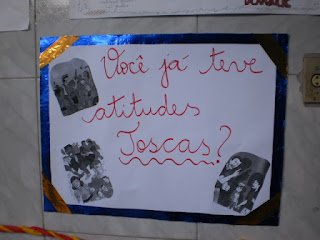 Você já teve
atitudes
Toscas?